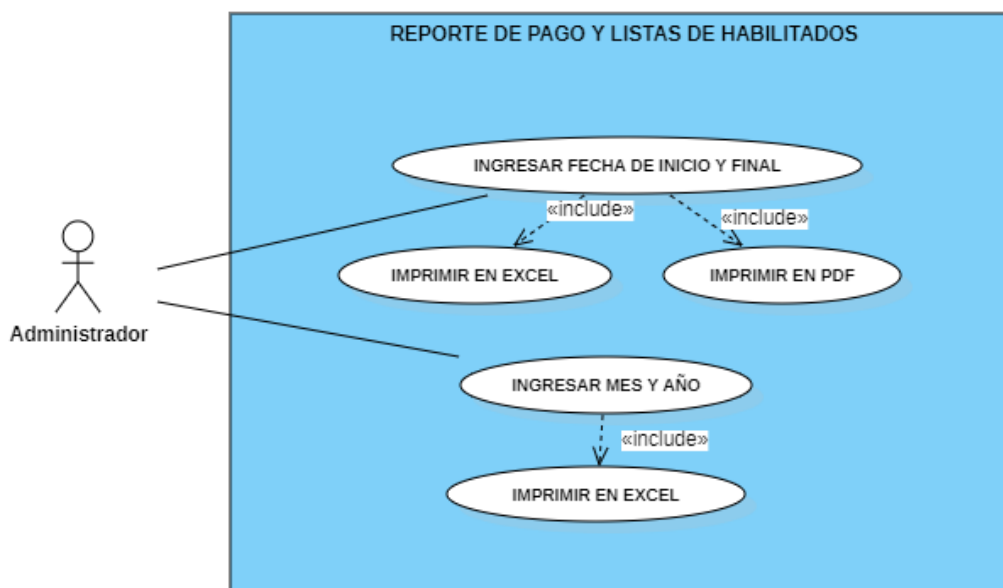 REPORTE DE PAGO Y LISTAS DE HABILITADOS
INGRESAR FECHA DE INICIO Y FINAL
«include»
«include»
IMPRIMIR EN EXCEL
IMPRIMIR EN PDF
Administrador
INGRESAR MES Y AÑO
«include»
IMPRIMIR EN EXCEL